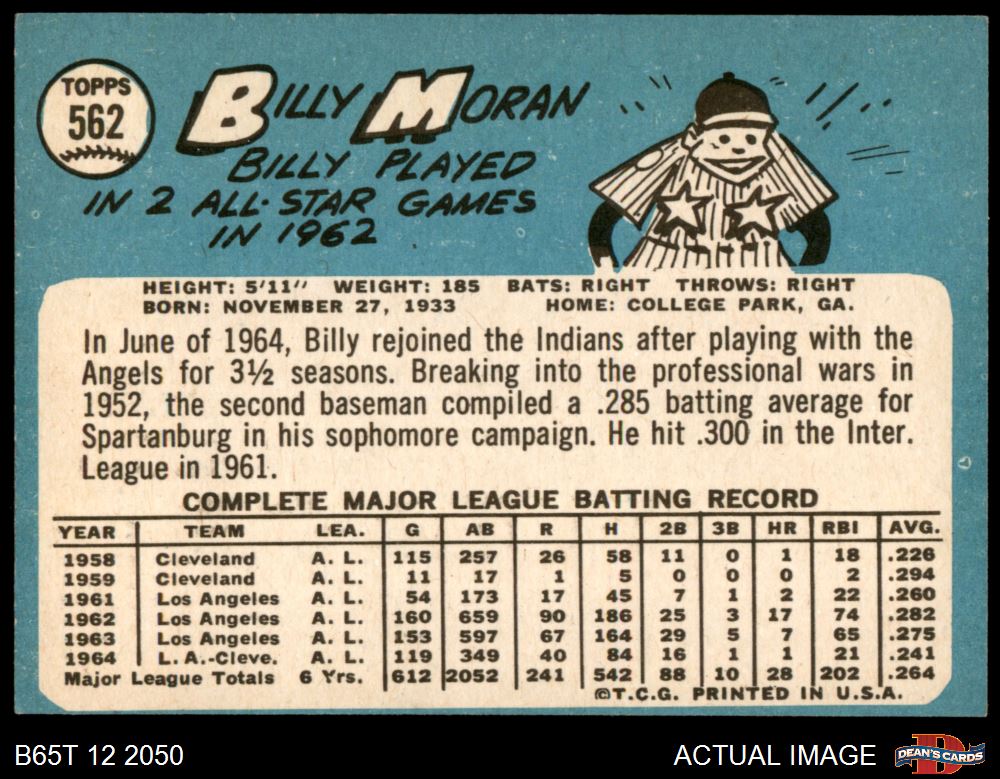 TOPPS
562
BILLY MORAN
BILLY PLAYED
IN 2 ALL-STAR GAMES
IN 1962
HEIGHT: 5'11" WEIGHT: 185 BATS: RIGHT THROWS: RIGHT
BORN: NOVEMBER 27, 1933 HOME: COLLEGE PARK, GA.
In June of 1964, Billy rejoined the Indians after playing with the
Angels for 3½ seasons. Breaking into the professional wars in
1952, the second baseman compiled a .285 batting average for
Spartanburg in his sophomore campaign. He hit .300 in the Inter.
League in 1961.
COMPLETE MAJOR LEAGUE BATTING RECORD
YEAR TEAM LEA. G AB R H 2B 3B HR RBI AVG.
1958 Cleveland A. L. 115 257 26 58 11 0 1 18 .226
1959 Cleveland A. L. 11 17 1 5 0 0 0 2 .294
1961 Los Angeles A. L. 54 173 17 45 7 1 2 22 .260
1962 Los Angeles A. L. 160 659 90 186 25 3 17 74 .282
1963 Los Angeles A. L. 153 597 67 164 29 5 7 65 .275
1964 L. A.-Cleve. A. L. 119 349 40 84 16 1 1 21 .241
Major League Totals 6 Yrs. 612 2052 241 542 88 10 28 202 .264
©T.C.G. PRINTED IN U.S.A.
B65T 12 2050 ACTUAL IMAGE DEAN'S CARDS